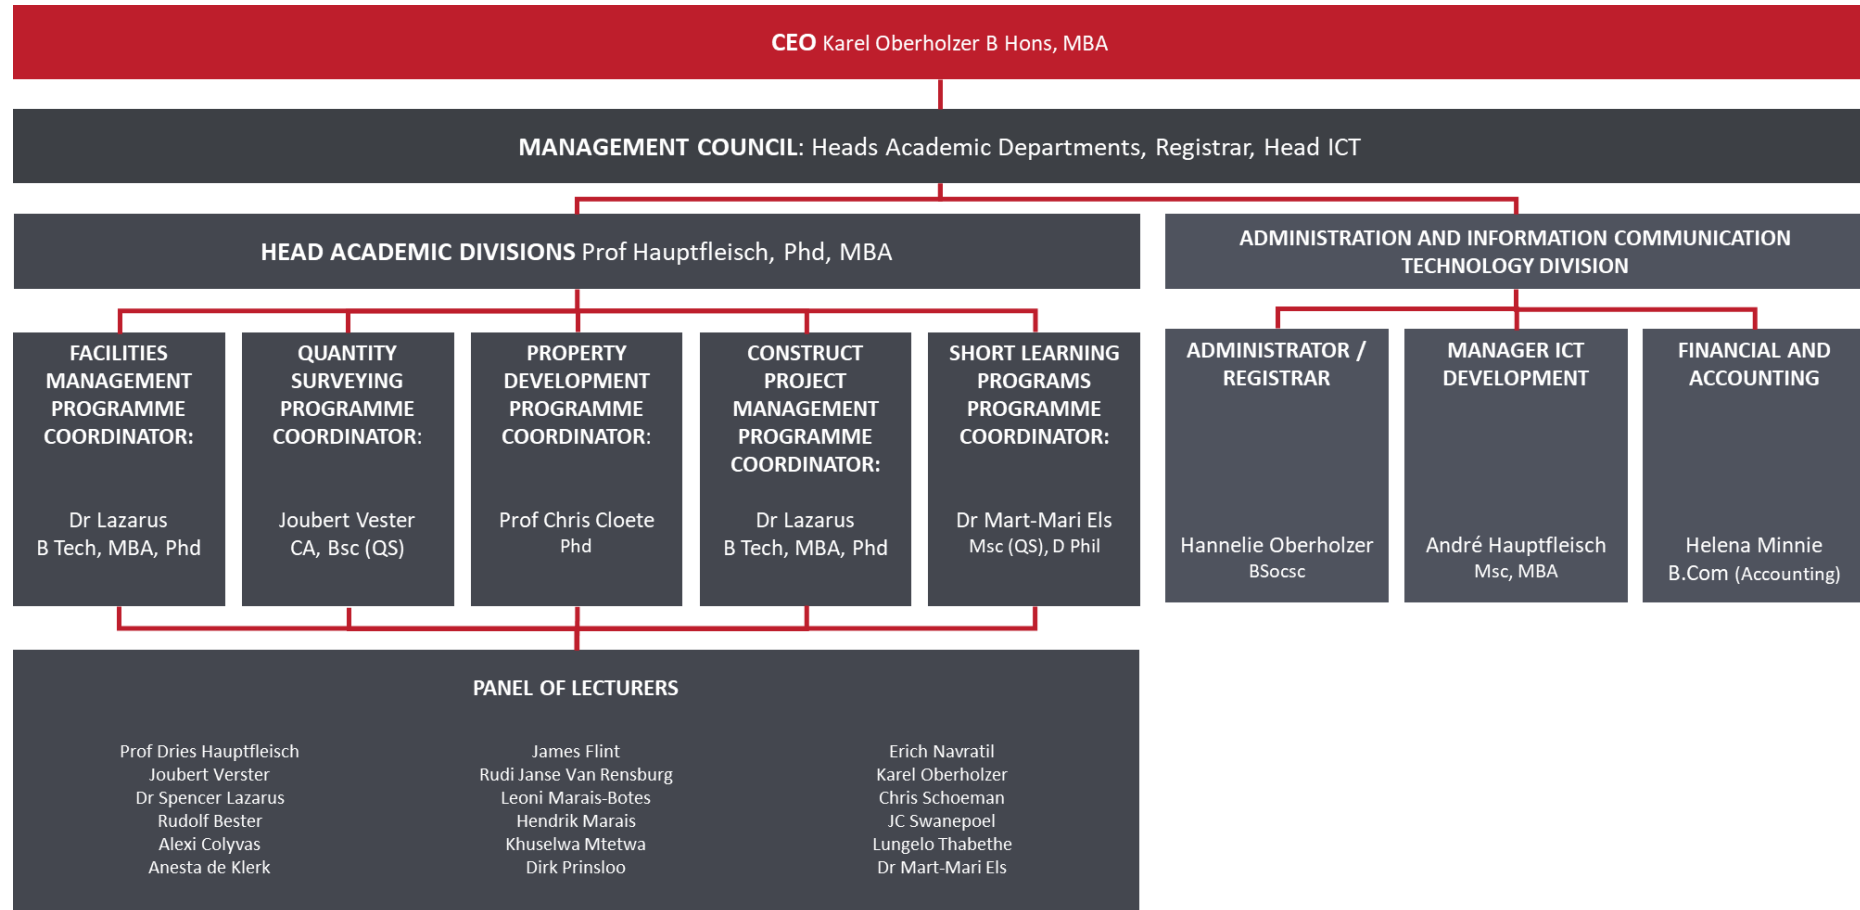 CEO Karel Oberholzer B Hons, MBA
MANAGEMENT COUNCIL: Heads Academic Departments, Registrar, Head ICT
HEAD ACADEMIC DIVISIONS Prof Hauptfleisch, Phd, MBA
ADMINISTRATION AND INFORMATION COMMUNICATION
TECHNOLOGY DIVISION
FACILITIES
MANAGEMENT
PROGRAMME
COORDINATOR:
Dr Lazarus
B Tech, MBA, Phd
QUANTITY
SURVEYING
PROGRAMME
COORDINATOR:
Joubert Vester
CA, Bsc (QS)
PROPERTY
DEVELOPMENT
PROGRAMME
COORDINATOR:
Prof Chris Cloete
Phd
CONSTRUCT
PROJECT
MANAGEMENT
PROGRAMME
COORDINATOR:
Dr Lazarus
B Tech, MBA, Phd
SHORT LEARNING
PROGRAMS
PROGRAMME
COORDINATOR:
Dr Mart-Mari Els
Msc (QS), D Phil
ADMINISTRATOR /
REGISTRAR
Hannelie Oberholzer
BSocsc
MANAGER ICT
DEVELOPMENT
André Hauptfleisch
Msc, MBA
FINANCIAL AND
ACCOUNTING
Helena Minnie
B.Com (Accounting)
PANEL OF LECTURERS
Prof Dries Hauptfleisch
Joubert Verster
Dr Spencer Lazarus
Rudolf Bester
Alexi Colyvas
Anesta de Klerk
James Flint
Rudi Janse Van Rensburg
Leoni Marais-Botes
Hendrik Marais
Khuselwa Mtetwa
Dirk Prinsloo
Erich Navratil
Karel Oberholzer
Chris Schoeman
JC Swanepoel
Lungelo Thabethe
Dr Mart-Mari Els